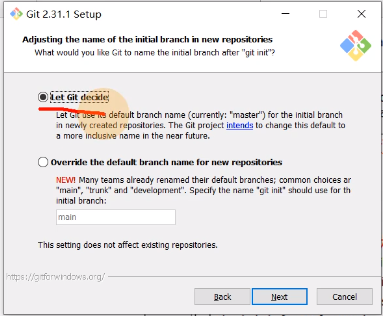 Git 2.31.1 Setup
Adjusting the name of the initial branch in new repositories
What would you like Git to name the initial branch after "git init"?
Let Git decide
Let Git use its default branch name (currently: "master") for the initial branch
in newly created repositories. The Git project intends to change this default to
a more inclusive name in the near future.
Override the default branch name for new repositories
NEW! Many teams already renamed their default branches; common choices ar
"main", "trunk" and "development". Specify the name "git init" should use for th
initial branch:
main
This setting does not affect existing repositories.
https://gitforwindows.org/
Back
Next
Cancel